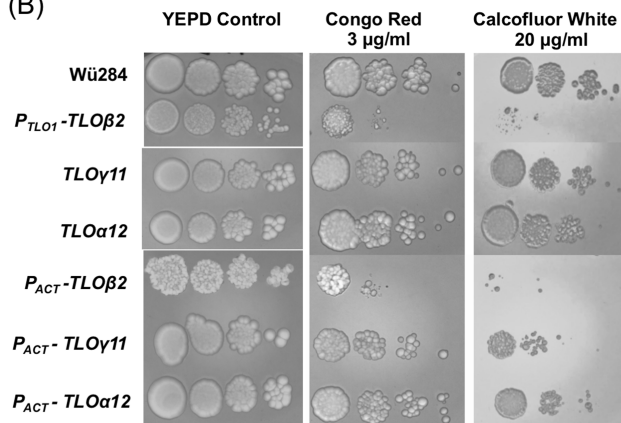 (B)
YEPD Control Congo Red Calcofluor White
3 µg/ml 20 µg/ml
Wü284
PTLO1 -TLOβ2
TLOγ11
TLOα12
PACT -TLOβ2
PACT - TLOγ11
PACT - TLOα12